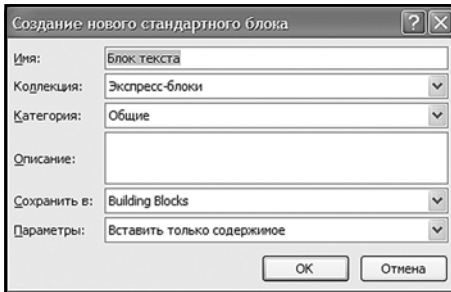 Создание нового стандартного блока
Имя: Блок текста
Коллекция: Экспресс-блоки
Категория: Общие
Описание:
Сохранить в: Building Blocks
Параметры: Вставить только содержимое
ОК Отмена